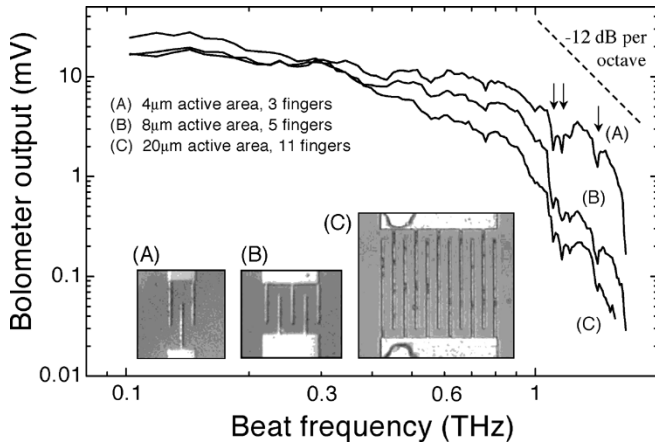 Bolometer output (mV)
10
1
0.1
0.01
-12 dB per
octave
(A) 4μm active area, 3 fingers
(B) 8μm active area, 5 fingers
(C) 20μm active area, 11 fingers
(A)
(B)
(C)
(A)
(B)
(C)
0.1
0.3
0.6
1
Beat frequency (THz)